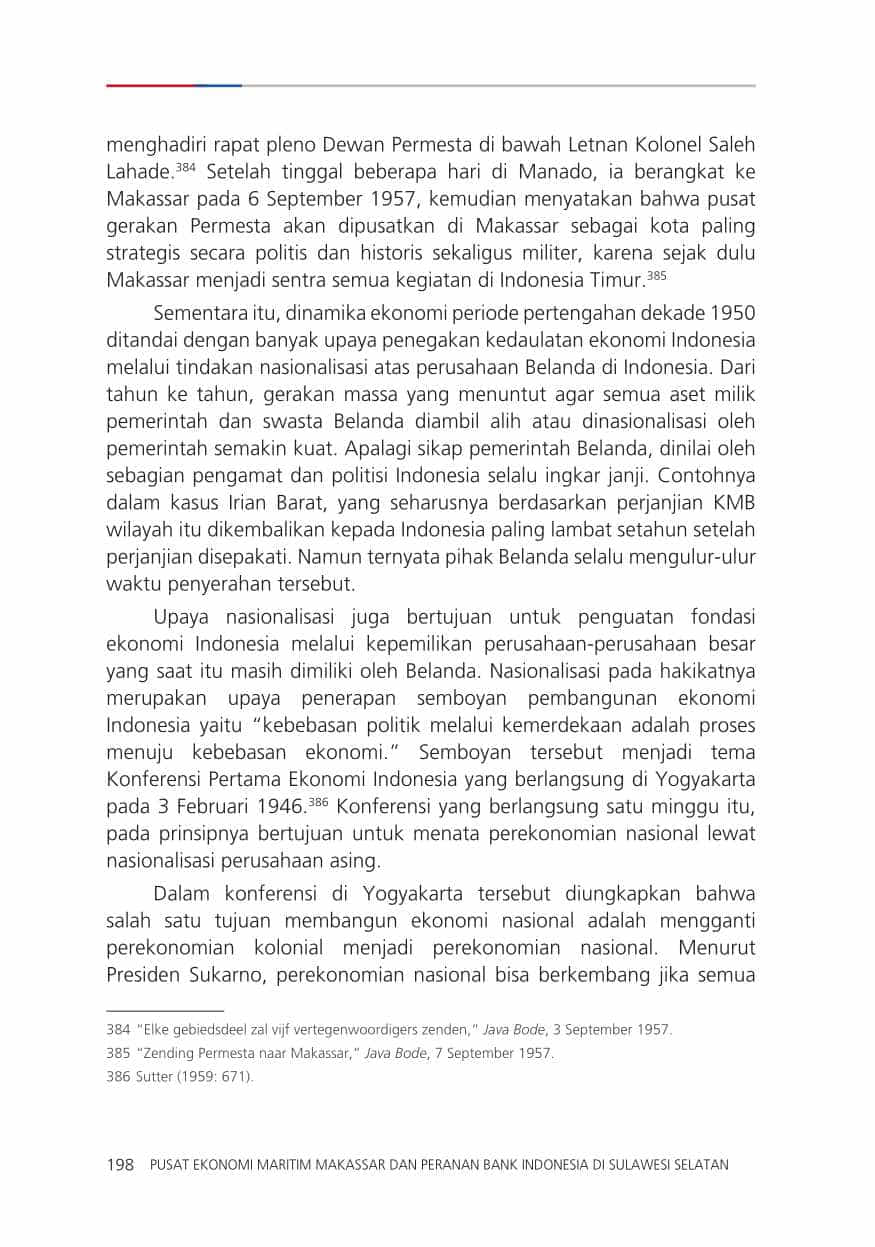 menghadiri rapat pleno Dewan Permesta di bawah Letnan Kolonel Saleh
Lahade.384 Setelah tinggal beberapa hari di Manado, ia berangkat ke
Makassar pada 6 September 1957, kemudian menyatakan bahwa pusat
gerakan Permesta akan dipusatkan di Makassar sebagai kota paling
strategis secara politis dan historis sekaligus militer, karena sejak dulu
Makassar menjadi sentra semua kegiatan di Indonesia Timur.385
Sementara itu, dinamika ekonomi periode pertengahan dekade 1950
ditandai dengan banyak upaya penegakan kedaulatan ekonomi Indonesia
melalui tindakan nasionalisasi atas perusahaan Belanda di Indonesia. Dari
tahun ke tahun, gerakan massa yang menuntut agar semua aset milik
pemerintah dan swasta Belanda diambil alih atau dinasionalisasi oleh
pemerintah semakin kuat. Apalagi sikap pemerintah Belanda, dinilai oleh
sebagian pengamat dan politisi Indonesia selalu ingkar janji. Contohnya
dalam kasus Irian Barat, yang seharusnya berdasarkan perjanjian KMB
wilayah itu dikembalikan kepada Indonesia paling lambat setahun setelah
perjanjian disepakati. Namun ternyata pihak Belanda selalu mengulur-ulur
waktu penyerahan tersebut.
Upaya nasionalisasi juga bertujuan untuk penguatan fondasi
ekonomi Indonesia melalui kepemilikan perusahaan-perusahaan besar
yang saat itu masih dimiliki oleh Belanda. Nasionalisasi pada hakikatnya
merupakan upaya penerapan semboyan pembangunan ekonomi
Indonesia yaitu “kebebasan politik melalui kemerdekaan adalah proses
menuju kebebasan ekonomi.” Semboyan tersebut menjadi tema
Konferensi Pertama Ekonomi Indonesia yang berlangsung di Yogyakarta
pada 3 Februari 1946.386 Konferensi yang berlangsung satu minggu itu,
pada prinsipnya bertujuan untuk menata perekonomian nasional lewat
nasionalisasi perusahaan asing.
Dalam konferensi di Yogyakarta tersebut diungkapkan bahwa
salah satu tujuan membangun ekonomi nasional adalah mengganti
perekonomian kolonial menjadi perekonomian nasional. Menurut
Presiden Sukarno, perekonomian nasional bisa berkembang jika semua
384 “Elke gebiedsdeel zal vijf vertegenwoordigers zenden,” Java Bode, 3 September 1957.
385 “Zending Permesta naar Makassar,” Java Bode, 7 September 1957.
386 Sutter (1959: 671).
198 PUSAT EKONOMI MARITIM MAKASSAR DAN PERANAN BANK INDONESIA DI SULAWESI SELATAN